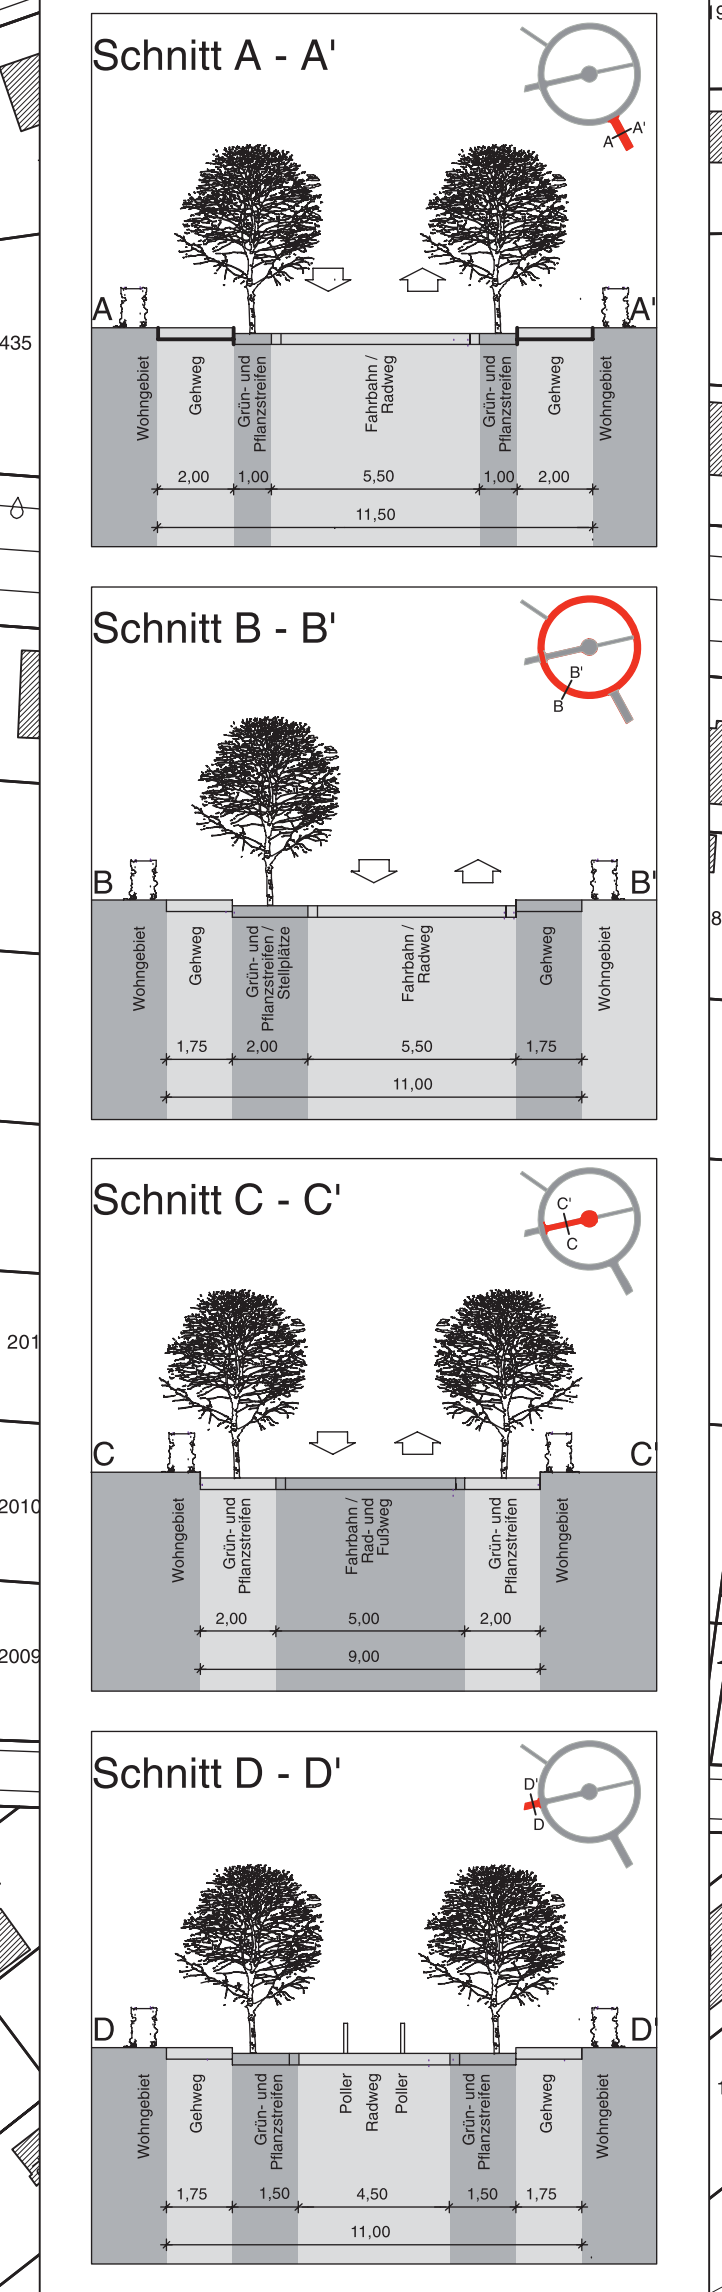 Schnitt A - A'
A
A'
A
A'
Wohngebiet
Gehweg
Grün- und
Pflanzstreifen
Fahrbahn /
Radweg
Grün- und
Pflanzstreifen
Gehweg
Wohngebiet
2,00
1,00
5,50
1,00
2,00
11,50
435
Schnitt B - B'
B'
B
B
B'
Wohngebiet
Gehweg
Grün- und
Pflanzstreifen /
Stellplätze
Fahrbahn /
Radweg
Gehweg
Wohngebiet
1,75
2,00
5,50
1,75
11,00
8
Schnitt C - C'
C'
C
C
C'
Wohngebiet
Grün- und
Pflanzstreifen
Fahrbahn /
Rad- und
Fußweg
Grün- und
Pflanzstreifen
Wohngebiet
2,00
5,00
2,00
9,00
201
2010
2009
Schnitt D - D'
D'
D
D
D'
Wohngebiet
Gehweg
Grün- und
Pflanzstreifen
Poller
Radweg
Poller
Grün- und
Pflanzstreifen
Gehweg
Wohngebiet
1,75
1,50
4,50
1,50
1,75
11,00